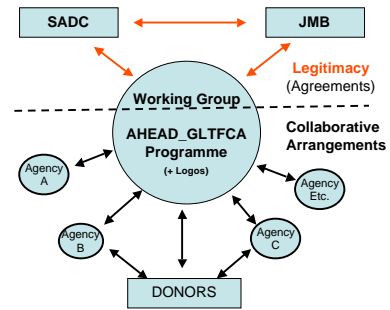 SADC
JMB
Legitimacy
(Agreements)
Working Group
Collaborative
Arrangements
AHEAD_GLTFCA
Programme
(+ Logos)
Agency
A
Agency
Etc.
Agency
B
Agency
C
DONORS